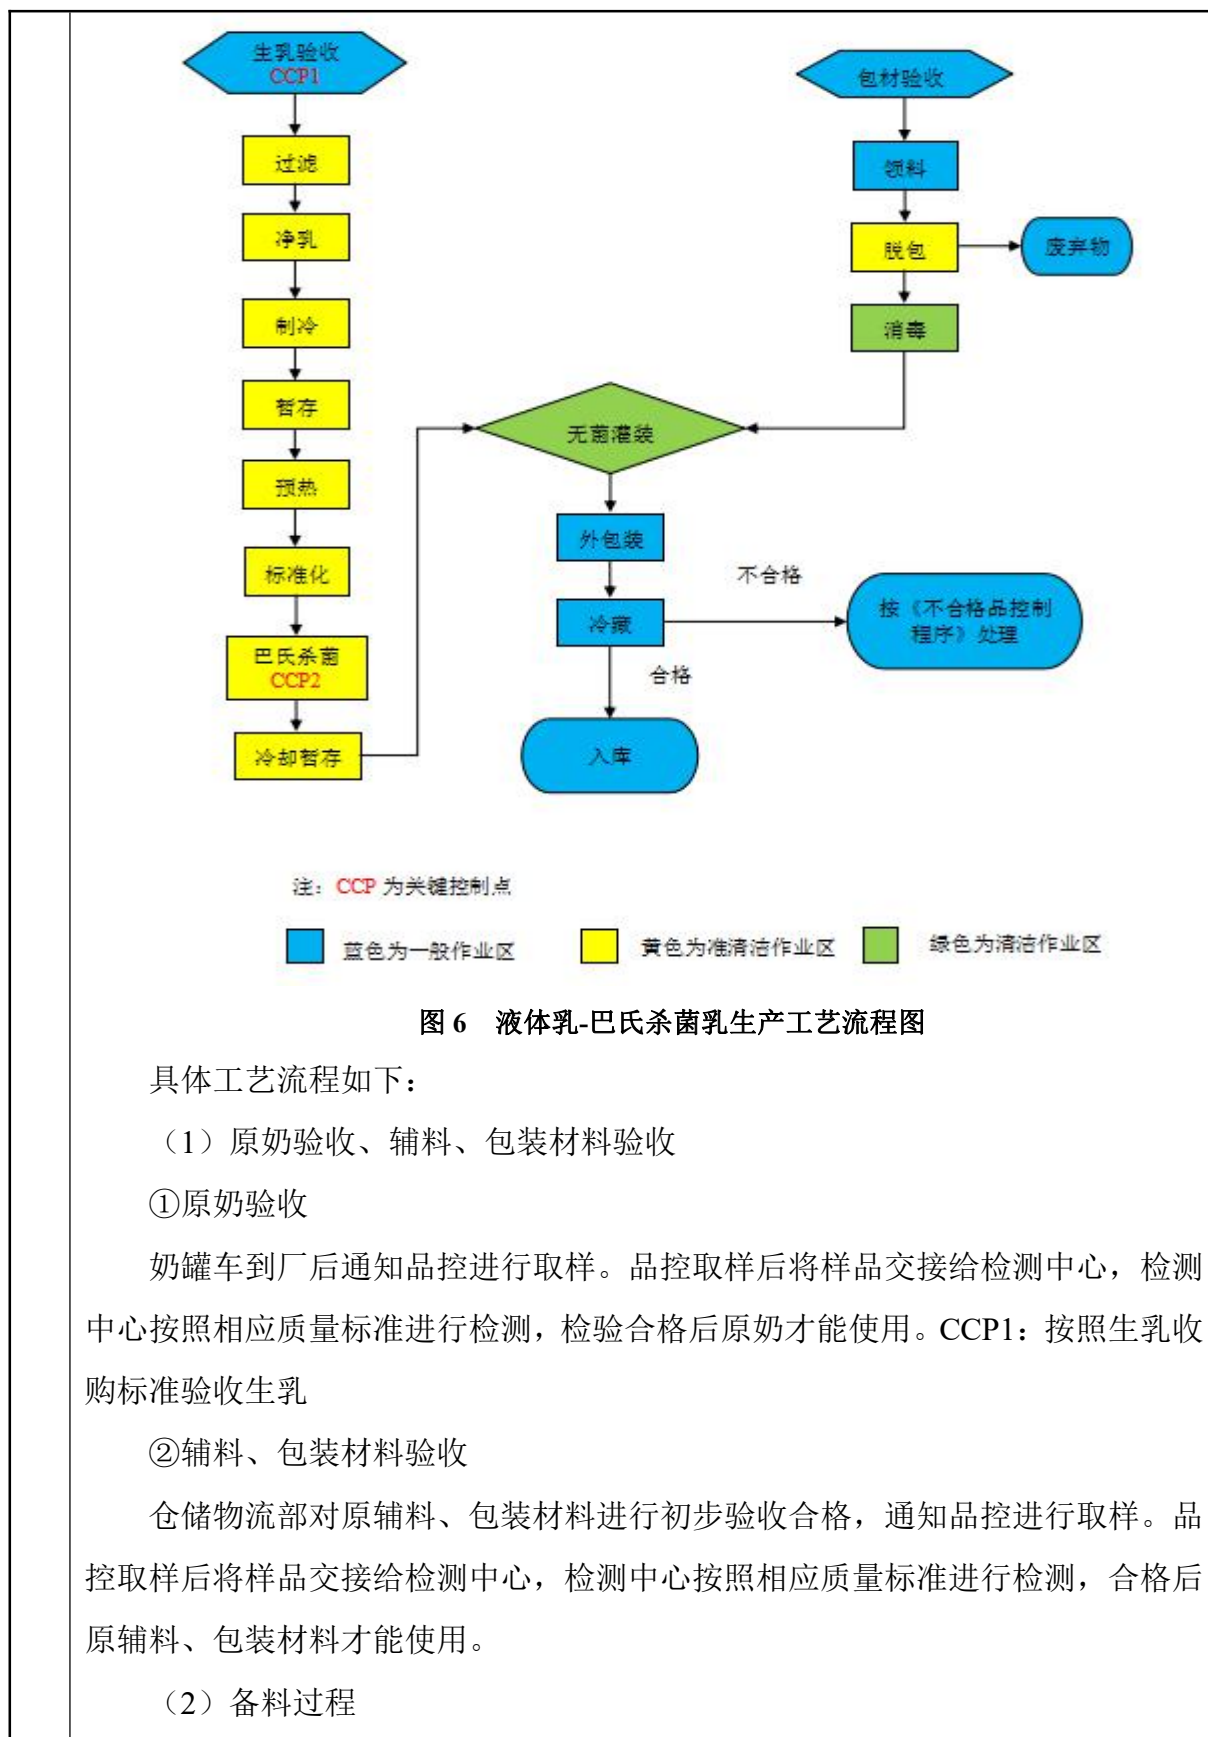 生乳验收
CCP1
过滤
净乳
制冷
暂存
预热
标准化
巴氏杀菌
CCP2
冷却暂存
包材验收
领料
脱包
废弃物
消毒
无菌灌装
外包装
冷藏
不合格
按《不合格品控制
程序》处理
合格
入库
注：CCP 为关键控制点
蓝色为一般作业区
黄色为准清洁作业区
绿色为清洁作业区
图 6 液体乳-巴氏杀菌乳生产工艺流程图
具体工艺流程如下：
（1）原奶验收、辅料、包装材料验收
①原奶验收
奶罐车到厂后通知品控进行取样。品控取样后将样品交接给检测中心，检测
中心按照相应质量标准进行检测，检验合格后原奶才能使用。CCP1：按照生乳收
购标准验收生乳
②辅料、包装材料验收
仓储物流部对原辅料、包装材料进行初步验收合格，通知品控进行取样。品
控取样后将样品交接给检测中心，检测中心按照相应质量标准进行检测，合格后
原辅料、包装材料才能使用。
（2）备料过程